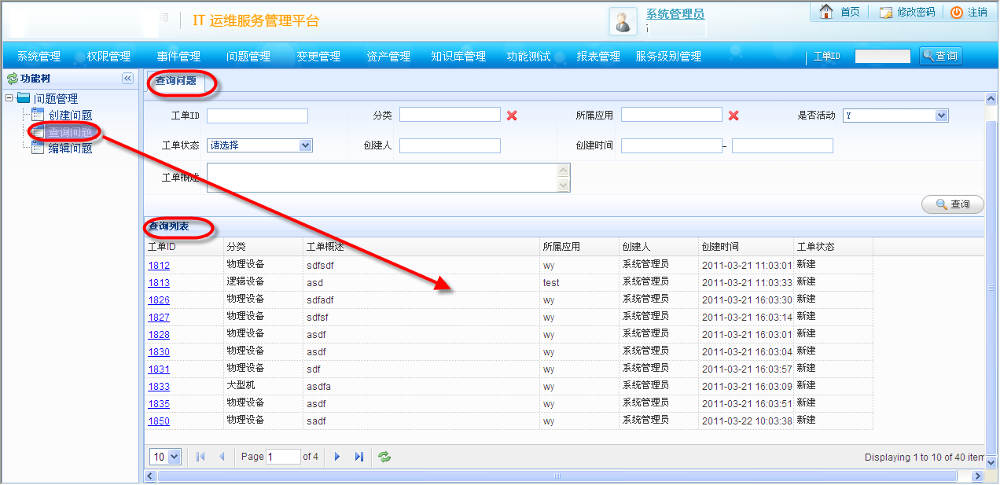 IT 运维服务管理平台
系统管理员
i
首页 修改密码 注销
系统管理 权限管理 事件管理 问题管理 变更管理 资产管理 知识库管理 功能测试 报表管理 服务级别管理 工单ID 查询
功能树
问题管理
创建问题
查询问题
编辑问题
查询问题
工单ID 分类 所属应用 是否活动 Y
工单状态 请选择 创建人 创建时间 -
工单概述
查询
查询列表
工单ID 分类 工单概述 所属应用 创建人 创建时间 工单状态
1812 物理设备 sdfsdf wy 系统管理员 2011-03-21 11:03:01 新建
1813 逻辑设备 asd test 系统管理员 2011-03-21 11:03:33 新建
1826 物理设备 sdfadf wy 系统管理员 2011-03-21 16:03:30 新建
1827 物理设备 sdfsf wy 系统管理员 2011-03-21 16:03:14 新建
1828 物理设备 asdf wy 系统管理员 2011-03-21 16:03:01 新建
1830 物理设备 asdf wy 系统管理员 2011-03-21 16:03:04 新建
1831 物理设备 sdf wy 系统管理员 2011-03-21 16:03:57 新建
1833 大型机 asdfa wy 系统管理员 2011-03-21 16:03:09 新建
1835 物理设备 asdf wy 系统管理员 2011-03-21 16:03:51 新建
1850 物理设备 sadf wy 系统管理员 2011-03-22 10:03:38 新建
10 Page 1 of 4 Displaying 1 to 10 of 40 item